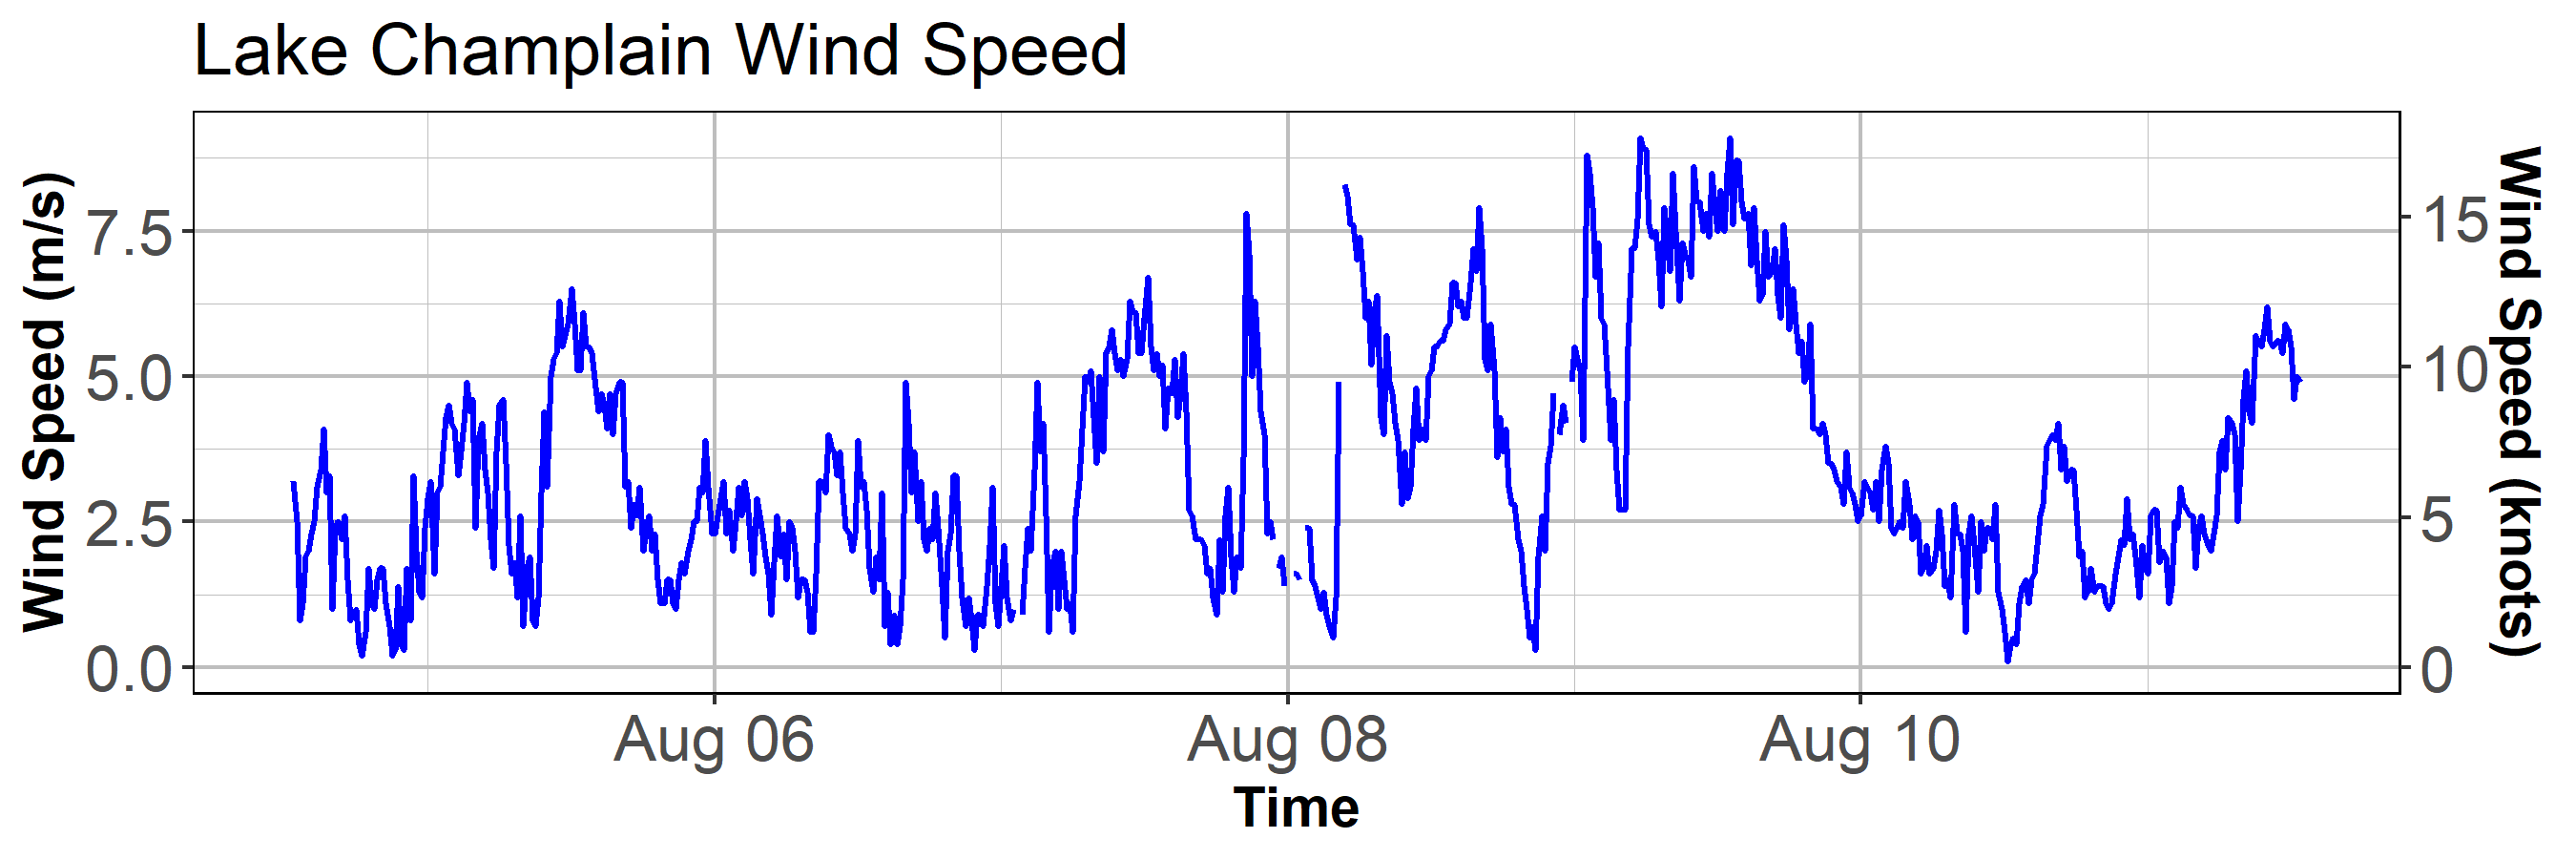 Lake Champlain Wind Speed
Wind Speed (m/s)
7.5
5.0
2.5
0.0
Wind Speed (knots)
15
10
5
0
Aug 06
Aug 08
Aug 10
Time